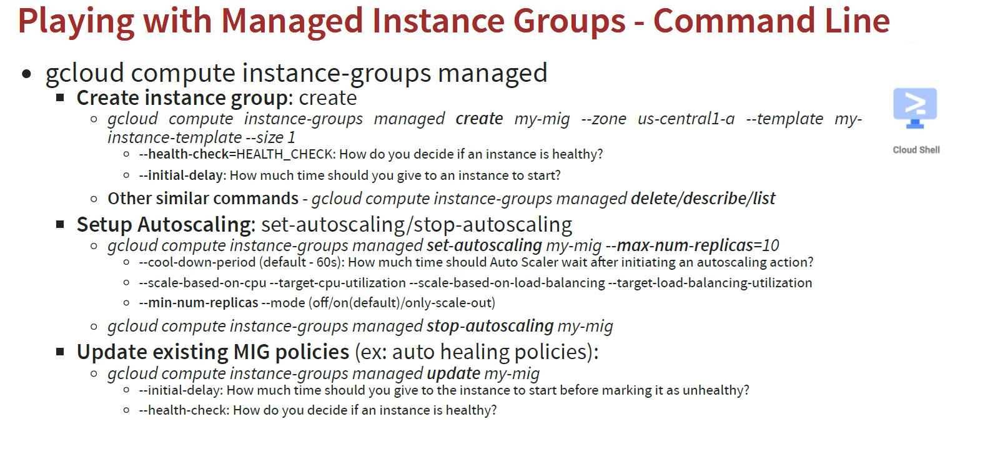 Playing with Managed Instance Groups - Command Line
gcloud compute instance-groups managed
Create instance group: create
gcloud compute instance-groups managed create my-mig --zone us-central1-a --template my-
instance-template --size 1
--health-check=HEALTH_CHECK: How do you decide if an instance is healthy?
--initial-delay: How much time should you give to an instance to start?
Other similar commands - gcloud compute instance-groups managed delete/describe/list
Setup Autoscaling: set-autoscaling/stop-autoscaling
gcloud compute instance-groups managed set-autoscaling my-mig --max-num-replicas=10
--cool-down-period (default - 60s): How much time should Auto Scaler wait after initiating an autoscaling action?
--scale-based-on-cpu --target-cpu-utilization --scale-based-on-load-balancing --target-load-balancing-utilization
--min-num-replicas --mode (off/on(default)/only-scale-out)
gcloud compute instance-groups managed stop-autoscaling my-mig
Update existing MIG policies (ex: auto healing policies):
gcloud compute instance-groups managed update my-mig
--initial-delay: How much time should you give to the instance to start before marking it as unhealthy?
--health-check: How do you decide if an instance is healthy?
Cloud Shell